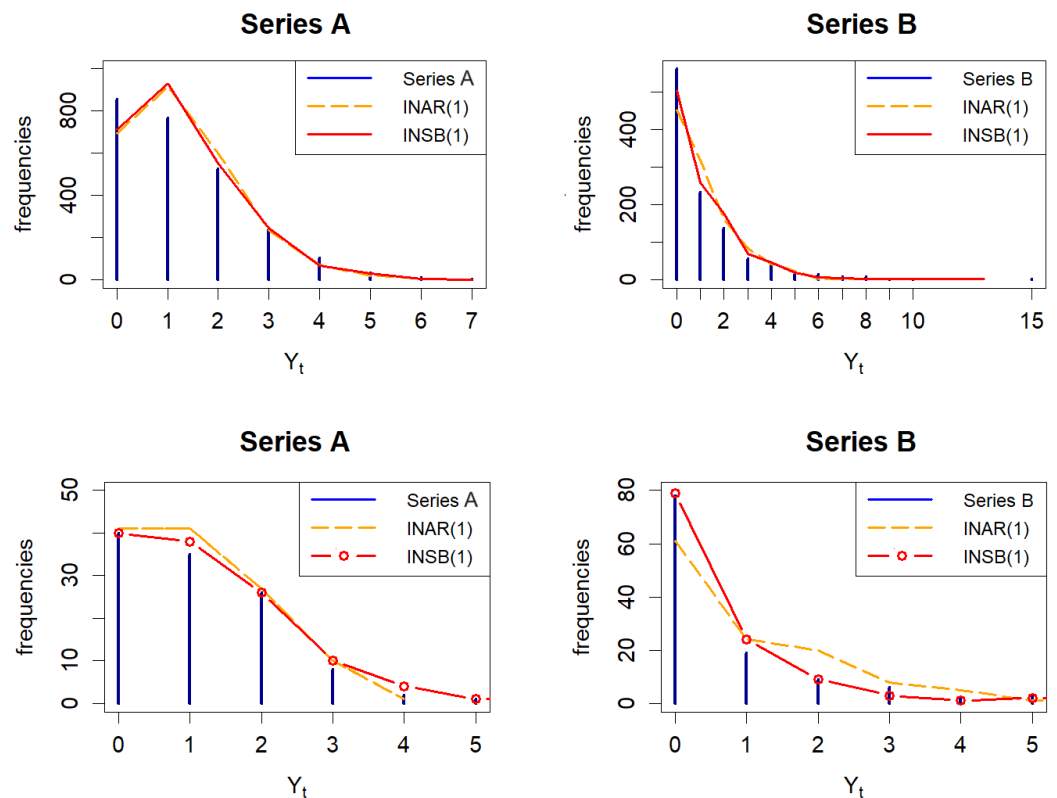 Series A
Series A
INAR(1)
INSB(1)
frequencies
0
400
800
0
1
2
3
4
5
6
7
Yt
Series B
Series B
INAR(1)
INSB(1)
frequencies
0
200
400
0
2
4
6
8
10
15
Yt
Series A
Series A
INAR(1)
INSB(1)
frequencies
0
10
30
50
0
1
2
3
4
5
Yt
Series B
Series B
INAR(1)
INSB(1)
frequencies
0
20
40
60
80
0
1
2
3
4
5
Yt